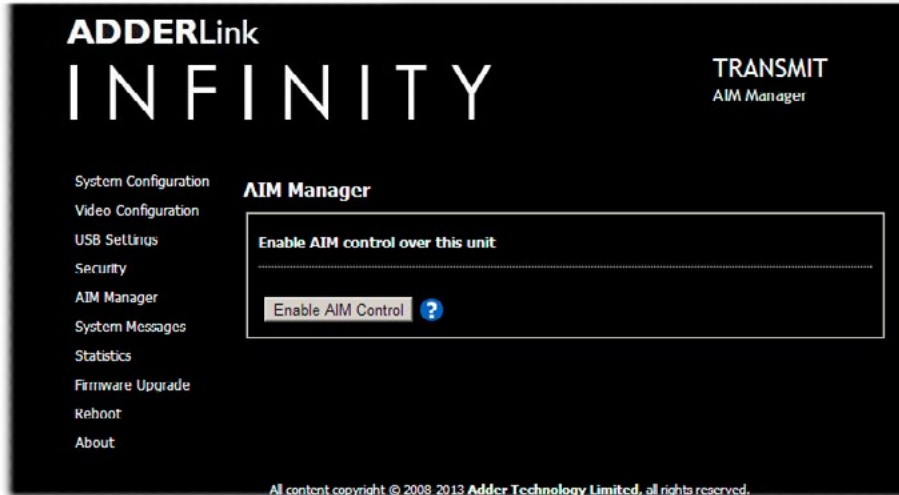 ADDERLink
INFINITY
TRANSMIT
AIM Manager
System Configuration
Video Configuration
USB Settings
Security
AIM Manager
System Messages
Statistics
Firmware Upgrade
Reboot
About
AIM Manager
Enable AIM control over this unit
Enable AIM Control ?
All content copyright © 2008-2013 Adder Technology Limited, all rights reserved.